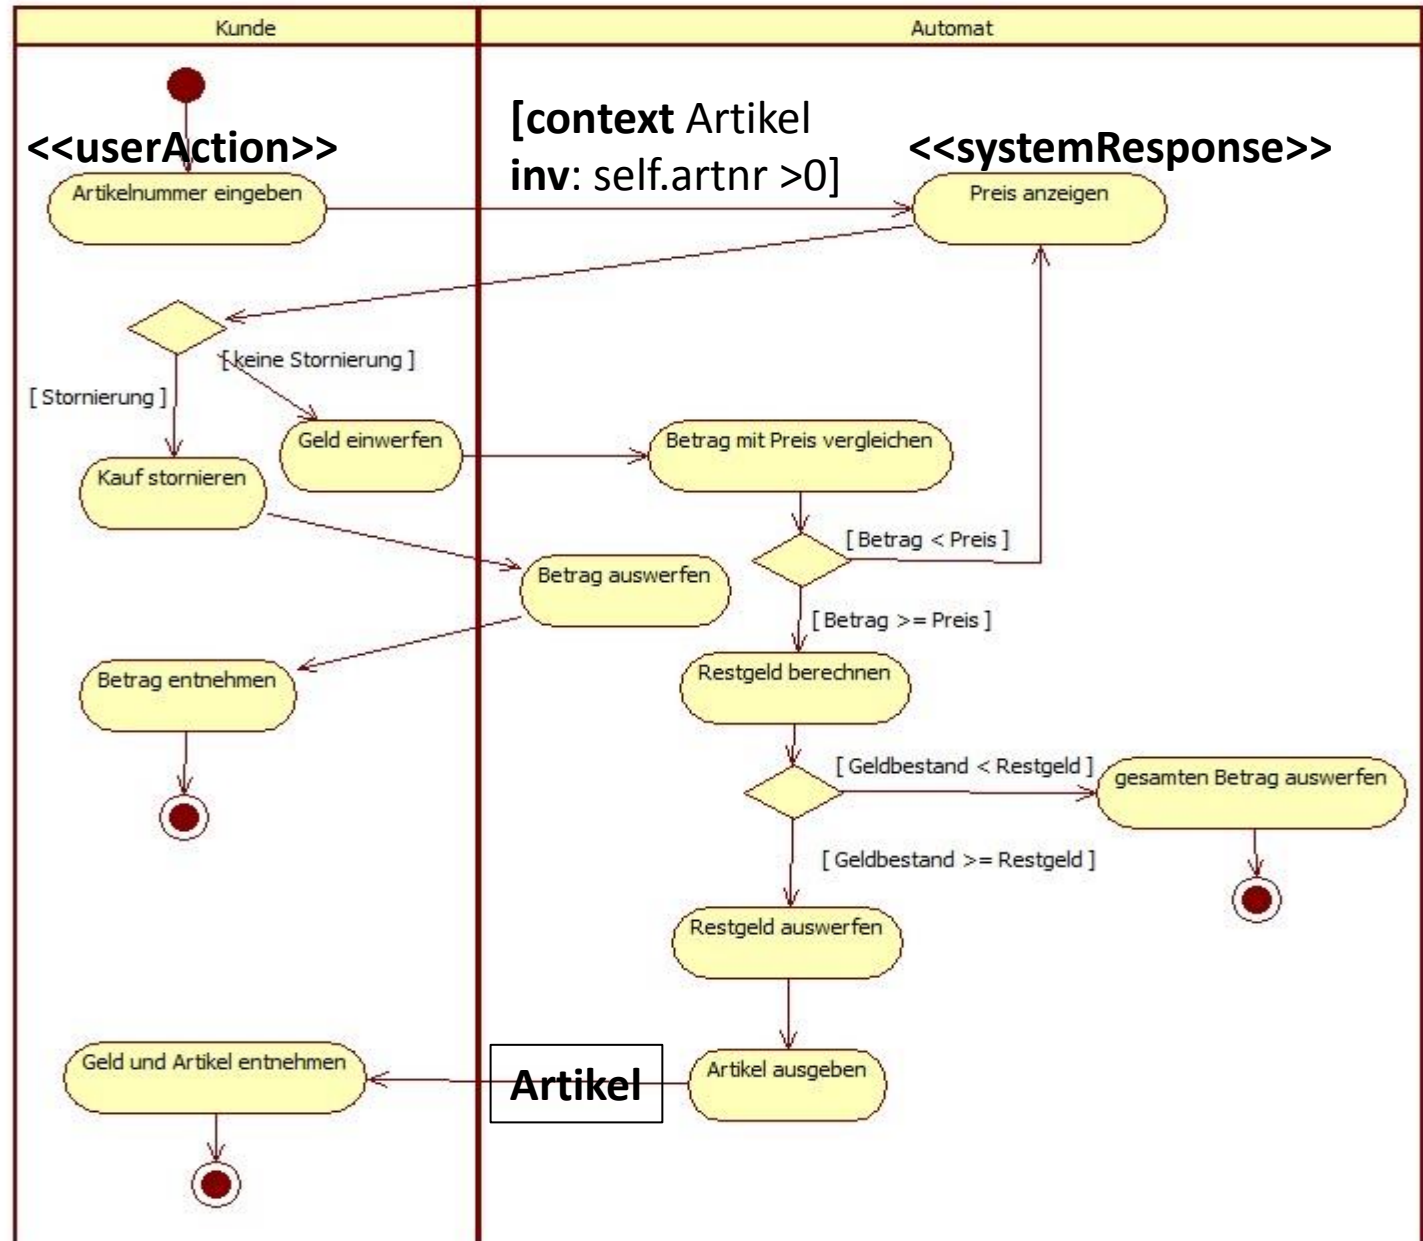 Kunde
Automat
[context Artikel
inv: self.artnr >0]
<<userAction>>
<<systemResponse>>
Artikelnummer eingeben
Preis anzeigen
[ keine Stornierung ]
[ Stornierung ]
Geld einwerfen
Betrag mit Preis vergleichen
Kauf stornieren
[ Betrag < Preis ]
Betrag auswerfen
[ Betrag >= Preis ]
Betrag entnehmen
Restgeld berechnen
[ Geldbestand < Restgeld ]
gesamten Betrag auswerfen
[ Geldbestand >= Restgeld ]
Restgeld auswerfen
Geld und Artikel entnehmen
Artikel
Artikel ausgeben